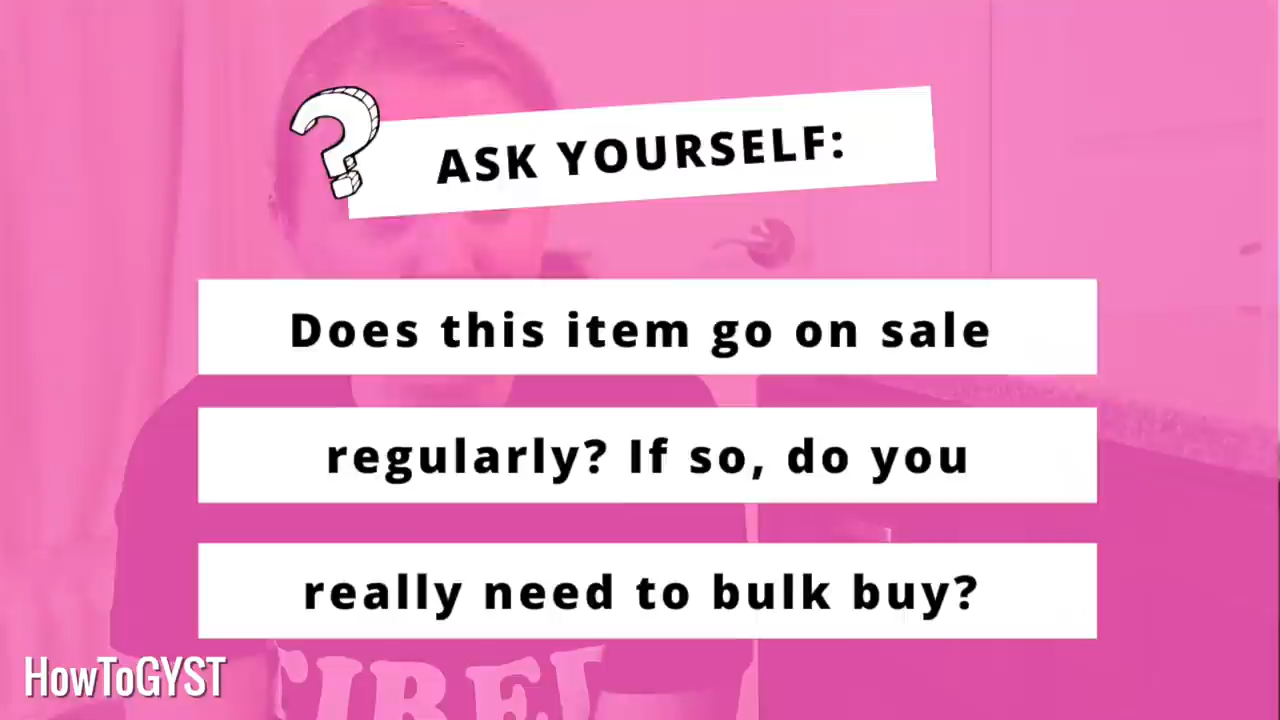 ASK YOURSELF:
Does this item go on sale
regularly? If so, do you
really need to bulk buy?
HowToGYST